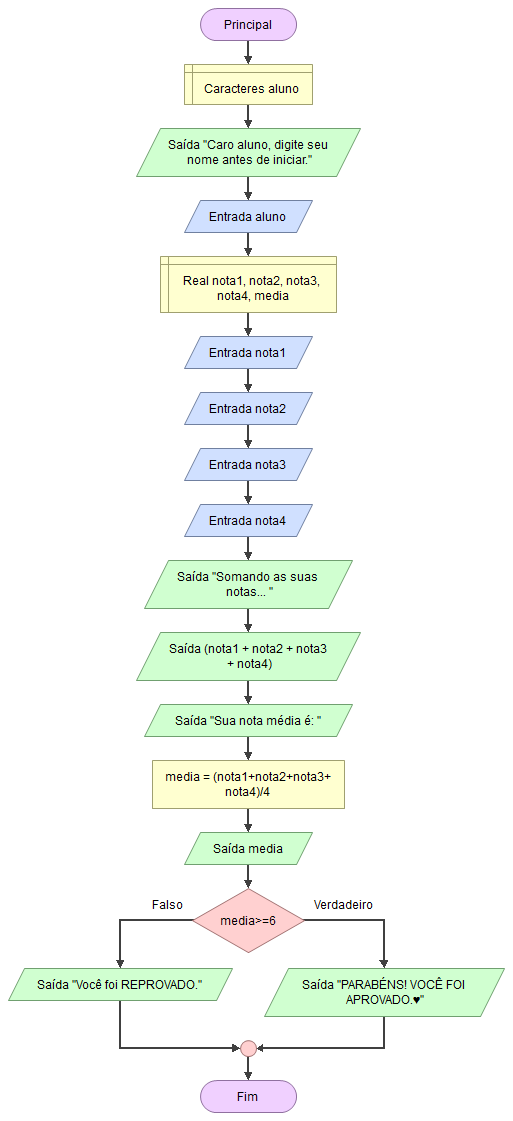 Principal
Caracteres aluno
Saída "Caro aluno, digite seu
nome antes de iniciar."
Entrada aluno
Real nota1, nota2, nota3,
nota4, media
Entrada nota1
Entrada nota2
Entrada nota3
Entrada nota4
Saída "Somando as suas
notas... "
Saída (nota1 + nota2 + nota3
+ nota4)
Saída "Sua nota média é: "
media = (nota1+nota2+nota3+
nota4)/4
Saída media
Falso
Verdadeiro
media>=6
Saída "Você foi REPROVADO."
Saída "PARABÉNS! VOCÊ FOI
APROVADO.♥"
Fim